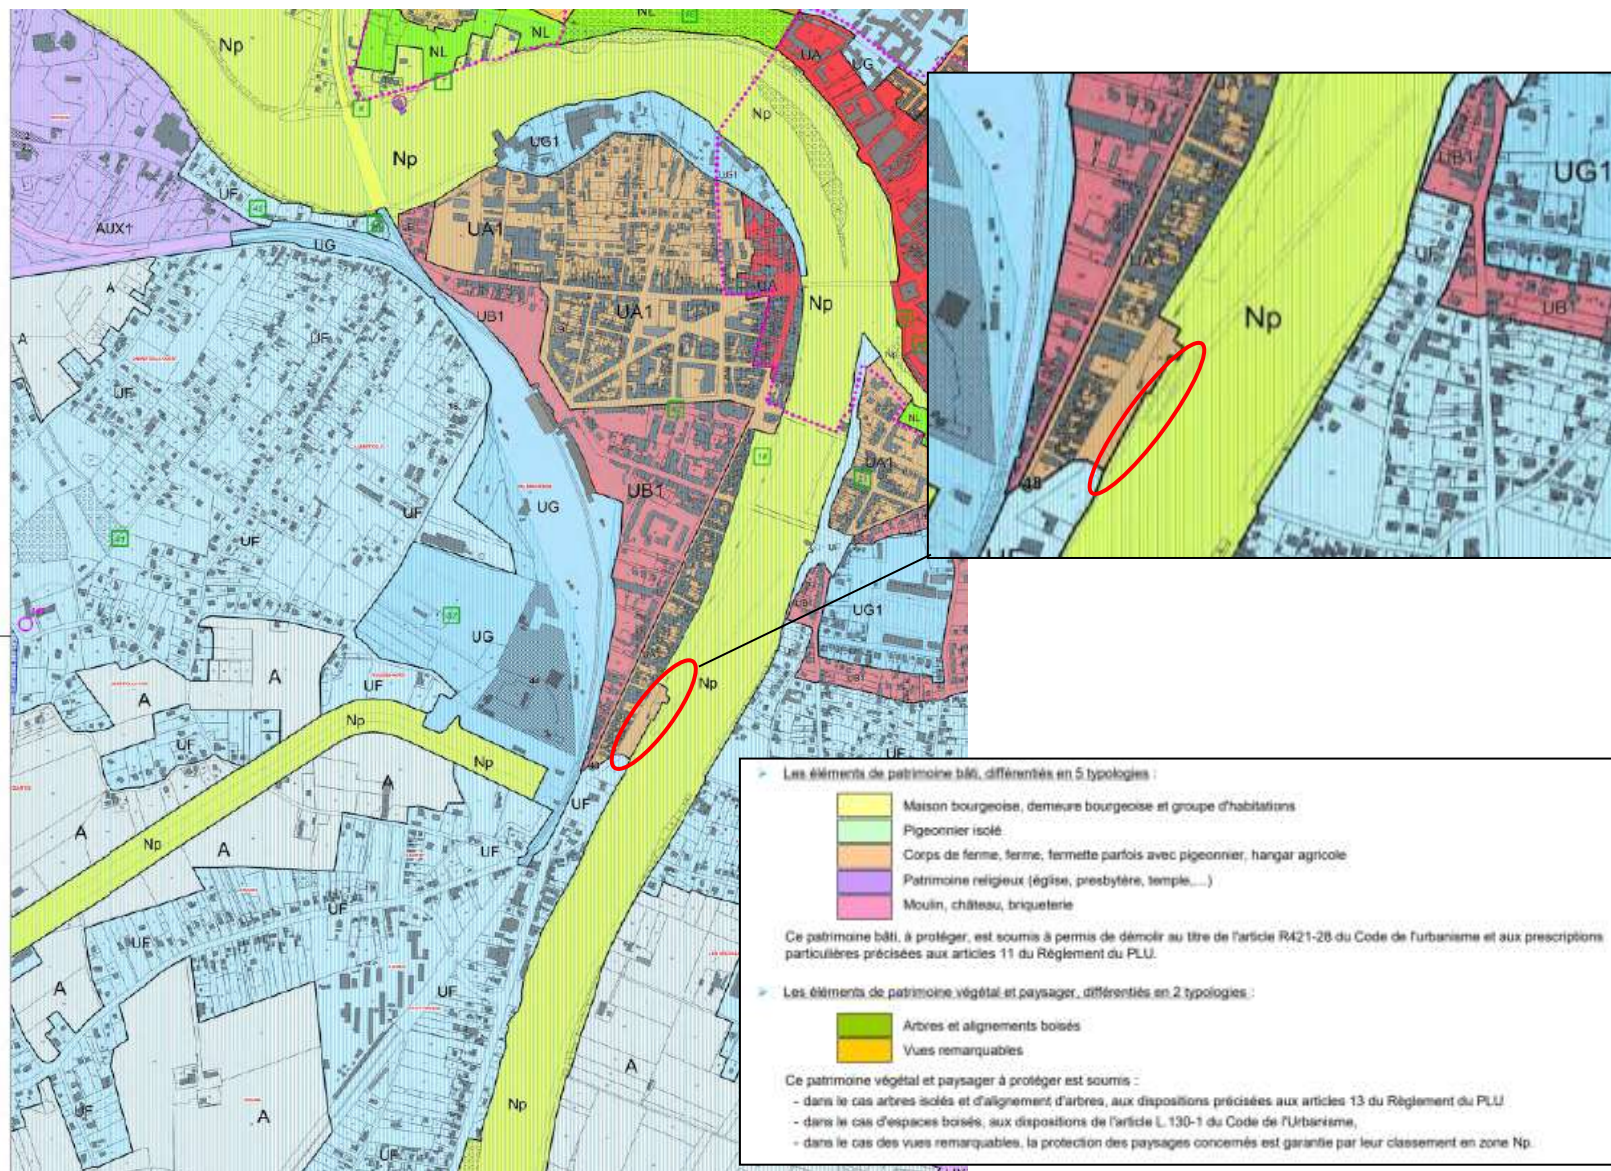 Np
NL
NL
UA
UG
Np
Np
UG1
UG1
UF
UF
AUX1
UG
UA1
UA
Np
A
A
UB1
UA1
UF
UF
NL
UA1
UB1
UG
UF
UF
UG1
UG
UB1
UF
A
A
UF
Np
UF
Np
Np
A
A
UF
UF
A
Np
A
UF
UF
UF
A
A
A
Np
UB1
UG1
UA1
UF
Np
UB1
48
UF
Les éléments de patrimoine bâti, différentiés en 5 typologies :
Maison bourgeoise, demeure bourgeoise et groupe d'habitations
Pigeonnier isolé
Corps de ferme, ferme, fermette parfois avec pigeonnier, hangar agricole
Patrimoine religieux (église, presbytère, temple,...)
Moulin, château, briqueterie
Ce patrimoine bâti, à protéger, est soumis à permis de démolir au titre de l'article R421-28 du Code de l'urbanisme et aux prescriptions
particulières précisées aux articles 11 du Règlement du PLU.
Les éléments de patrimoine végétal et paysager, différentiés en 2 typologies :
Arbres et alignements boisés
Vues remarquables
Ce patrimoine végétal et paysager à protéger est soumis :
- dans le cas arbres isolés et d'alignement d'arbres, aux dispositions précisées aux articles 13 du Règlement du PLU
- dans le cas d'espaces boisés, aux dispositions de l'article L.130-1 du Code de l'Urbanisme,
- dans le cas des vues remarquables, la protection des paysages concernés est garantie par leur classement en zone Np.